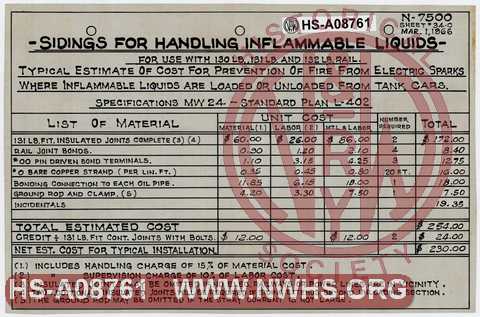 HS-A08761
N-7500
SHEET #34-C
MAR. 1, 1966
-SIDINGS FOR HANDLING INFLAMMABLE LIQUIDS-
FOR USE WITH 130 LB., 131 LB. AND 132 LB. RAIL.
TYPICAL ESTIMATE OF COST FOR PREVENTION OF FIRE FROM ELECTRIC SPARKS
WHERE INFLAMMABLE LIQUIDS ARE LOADED OR UNLOADED FROM TANK CARS.
SPECIFICATIONS MW 24 - STANDARD PLAN L-402
LIST OF MATERIAL UNIT COST NUMBER REQUIRED TOTAL
MATERIAL (1.) LABOR (2.) MTL & LABOR
131 LB. FIT. INSULATED JOINTS COMPLETE (3) (4) $ 60.00 $ 26.00 $ 86.00 2 $ 172.00
RAIL JOINT BONDS. 0.90 1.20 2.10 4 8.40
#00 PIN DRIVEN BOND TERMINALS. 1.10 3.15 4.25 3 12.75
#0 BARE COPPER STRAND (PER LIN. FT.) 0.35 0.45 0.80 20 FT. 16.00
BONDING CONNECTION TO EACH OIL PIPE. 11.85 6.15 18.00 1 18.00
GROUND ROD AND CLAMP. (5) 4.20 3.30 7.50 1 7.50
INCIDENTALS 19.35
TOTAL ESTIMATED COST $ 254.00
CREDIT: 131 LB. FIT CONT. JOINTS WITH BOLTS. $ 12.00 $ 12.00 2 $ 24.00
NET EST. COST FOR TYPICAL INSTALLATION. $ 230.00
(1.) INCLUDES HANDLING CHARGE OF 15% OF MATERIAL COST.
(2.) " SUPERVISION CHARGE OF 10% OF LABOR COST.
HS-A08761 WWW.NWHS.ORG